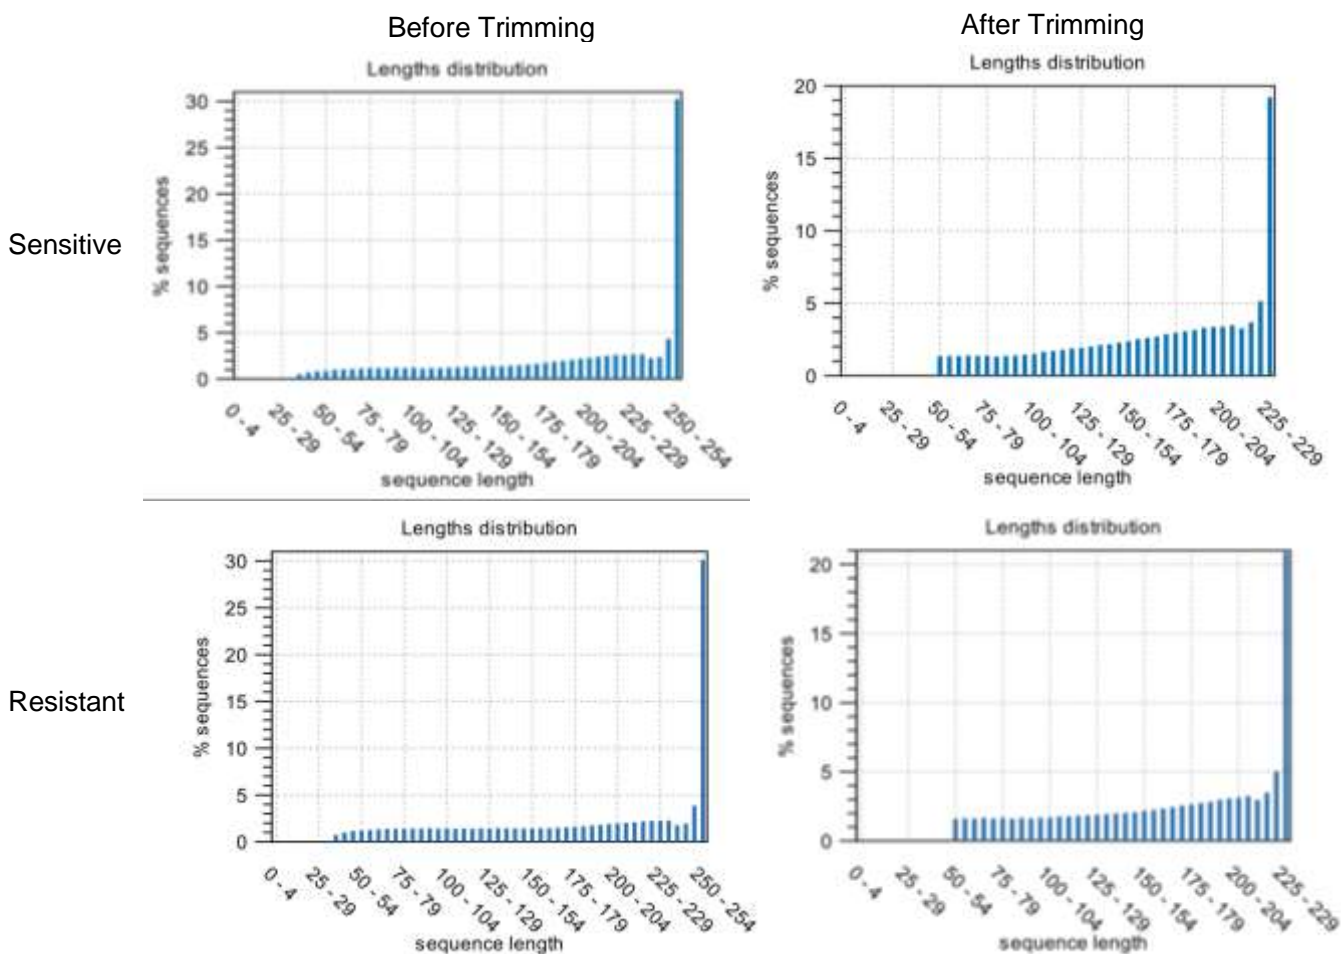 Before Trimming
After Trimming
Sensitive
Lengths distribution
% sequences
30
25
20
15
10
5
0
0 - 4
25 - 29
50 - 54
75 - 79
100 - 104
125 - 129
150 - 154
175 - 179
200 - 204
225 - 229
250 - 254
sequence length
Lengths distribution
% sequences
20
15
10
5
0
0 - 4
25 - 29
50 - 54
75 - 79
100 - 104
125 - 129
150 - 154
175 - 179
200 - 204
225 - 229
sequence length
Resistant
Lengths distribution
% sequences
30
25
20
15
10
5
0
0 - 4
25 - 29
50 - 54
75 - 79
100 - 104
125 - 129
150 - 154
175 - 179
200 - 204
225 - 229
250 - 254
sequence length
Lengths distribution
% sequences
20
15
10
5
0
0 - 4
25 - 29
50 - 54
75 - 79
100 - 104
125 - 129
150 - 154
175 - 179
200 - 204
225 - 229
sequence length